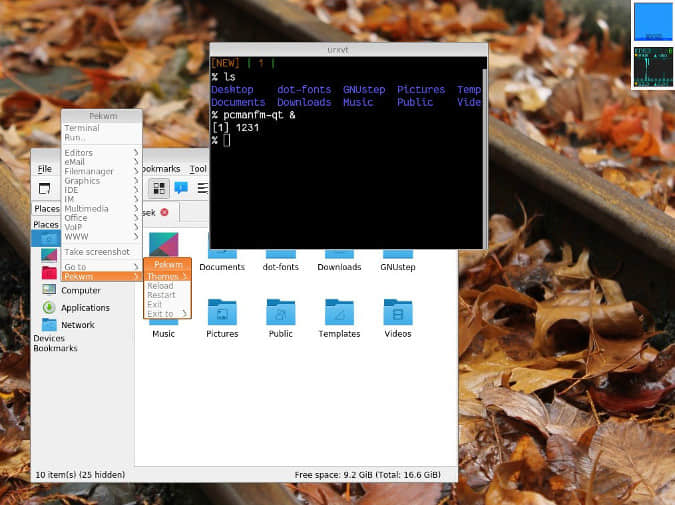 urxvt
[NEW] | 1 |
% ls
Desktop dot-fonts GNUstep Pictures Temp
Documents Downloads Music Public Vide
% pcmanfm-qt &
[1] 1231
%
Pekwm
Terminal
Run..
Editors
eMail
Filemanager
Graphics
IDE
IM
Multimedia
Office
VoIP
WWW
Take screenshot
Go to
Pekwm
Pekwm
Themes
Reload
Restart
Exit
Exit to
File
ookmarks Tool
Places
sek
Places
Computer
Applications
Network
Devices
Bookmarks
Documents dot-fonts Downloads GNUstep
Music Pictures Public Templates Videos
10 item(s) (25 hidden) Free space: 9.2 GiB (Total: 16.6 GiB)